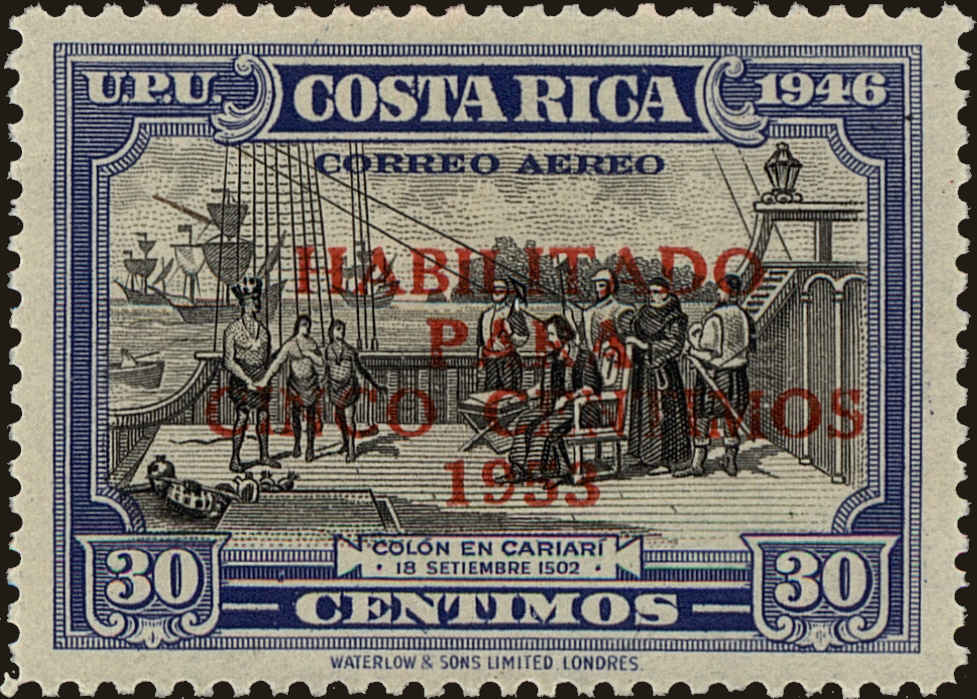 U.P.U. COSTA RICA 1946
CORREO AEREO
HABILITADO
PARA
CINCO CENTIMOS
1953
COLÓN EN CARIARÍ
· 18 SETIEMBRE 1502 ·
30 CENTIMOS 30
WATERLOW & SONS LIMITED. LONDRES.